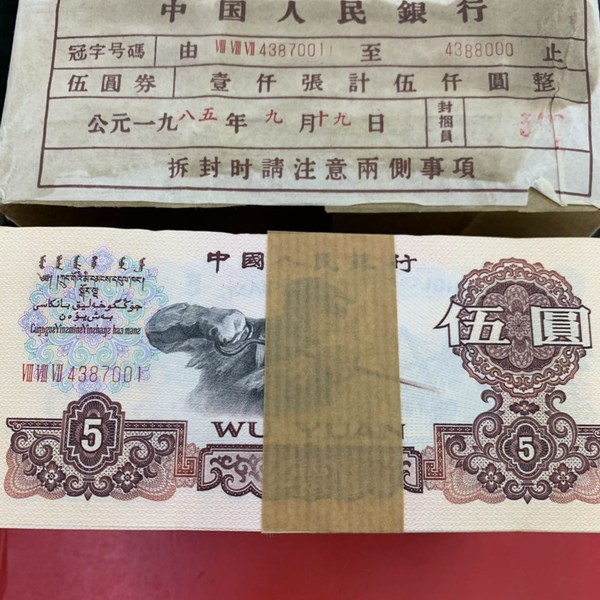 中国人民銀行
冠字号碼 由 VIII VIII VII 4387001 至 4388000 止
伍圓券 壹仟張計伍仟圓整
公元一九八五年九月十九日 封捆員
拆封时請注意兩側事項
中國人民銀行
伍圓
VIII VIII VII 4387001
WU YUAN
5
5